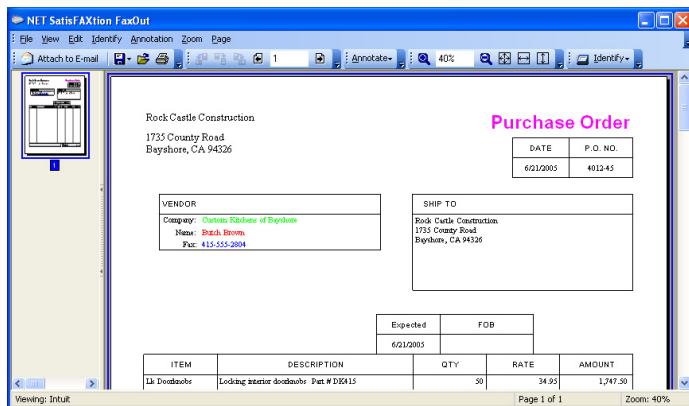 NET SatisFAXtion FaxOut
File View Edit Identify Annotation Zoom Page
Attach to E-mail 1 Annotate 40% Identify
Rock Castle Construction
1735 County Road
Bayshore, CA 94326
Purchase Order
DATE P.O. NO.
6/21/2005 4012-45
VENDOR
Company: Custom Kitchens of Bayshore
Name: Butch Brown
Fax: 415-555-2804
SHIP TO
Rock Castle Construction
1735 County Road
Bayshore, CA 94326
Expected FOB
6/21/2005
ITEM DESCRIPTION QTY RATE AMOUNT
Lk Doorknobs Locking interior doorknobs Part # DK415 50 34.95 1,747.50
1
Viewing: Intuit Page 1 of 1 Zoom: 40%